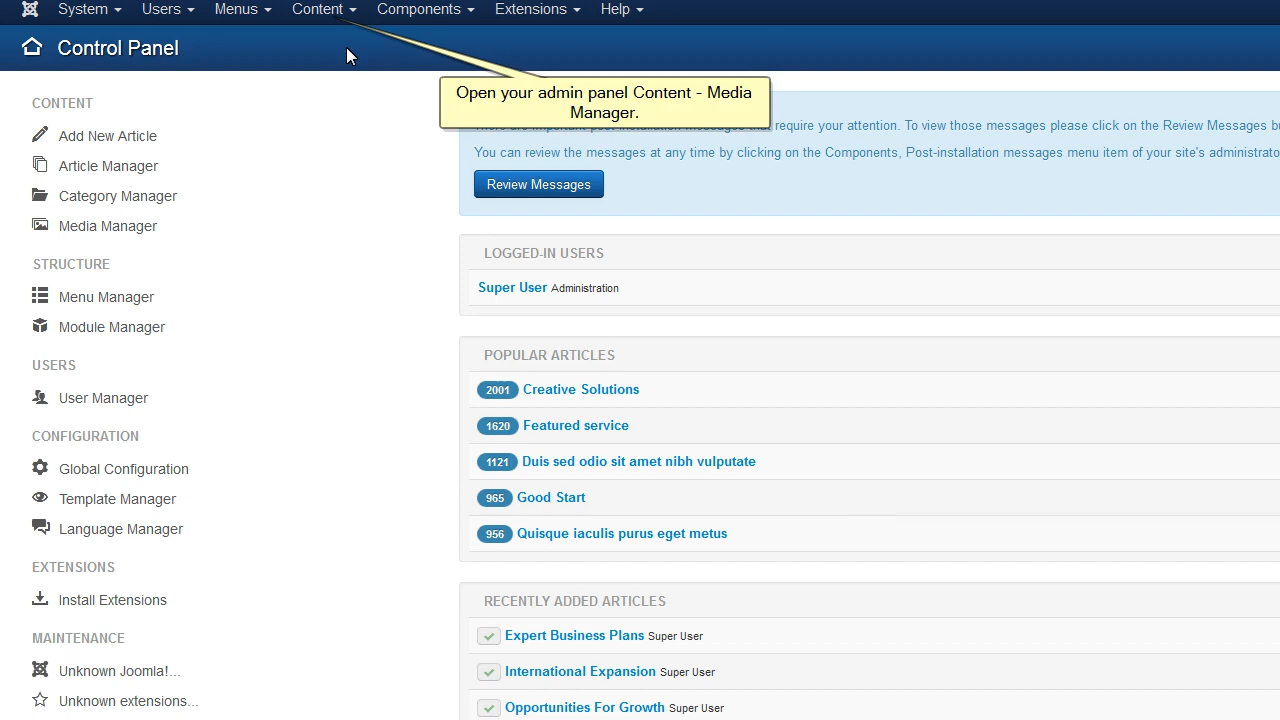 System Users Menus Content Components Extensions Help
Control Panel
Open your admin panel Content - Media
Manager.
require your attention. To view those messages please click on the Review Messages
You can review the messages at any time by clicking on the Components, Post-installation messages menu item of your site's administrato
Review Messages
CONTENT
Add New Article
Article Manager
Category Manager
Media Manager
STRUCTURE
Menu Manager
Module Manager
USERS
User Manager
CONFIGURATION
Global Configuration
Template Manager
Language Manager
EXTENSIONS
Install Extensions
MAINTENANCE
Unknown Joomla!...
Unknown extensions...
LOGGED-IN USERS
Super User Administration
POPULAR ARTICLES
2001 Creative Solutions
1620 Featured service
1121 Duis sed odio sit amet nibh vulputate
965 Good Start
956 Quisque iaculis purus eget metus
RECENTLY ADDED ARTICLES
Expert Business Plans Super User
International Expansion Super User
Opportunities For Growth Super User